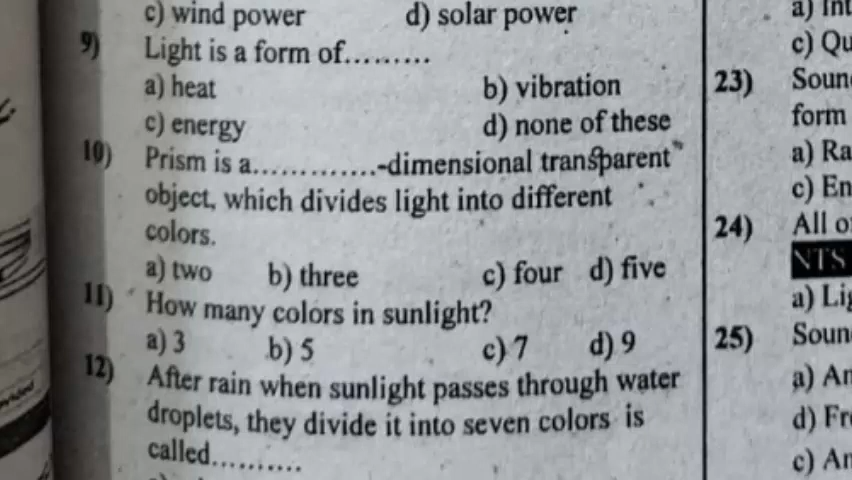 c) wind power d) solar power
9) Light is a form of.........
a) heat b) vibration
c) energy d) none of these
10) Prism is a.............-dimensional transparent
object, which divides light into different
colors.
a) two b) three c) four d) five
11) How many colors in sunlight?
a) 3 b) 5 c) 7 d) 9
12) After rain when sunlight passes through water
droplets, they divide it into seven colors is
called..........
a)
c) Qu
23) Soun
form
a) Ra
c) En
24) All o
NTS
a) Lig
25) Soun
a) An
d) Fr
c) An